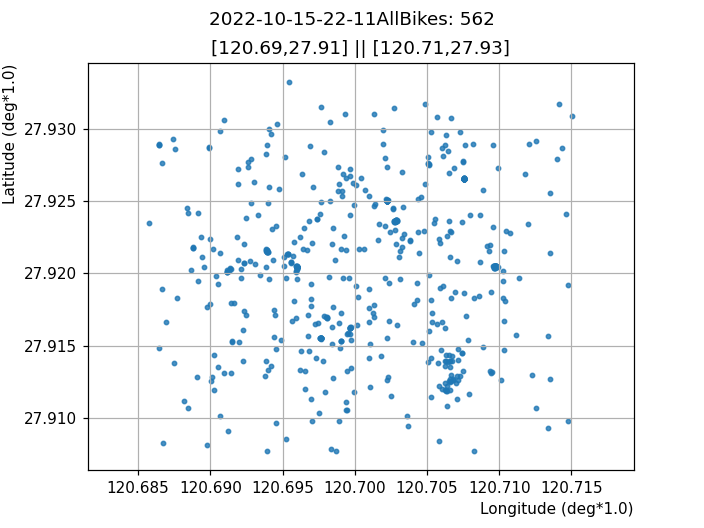 2022-10-15-22-11AllBikes: 562
[120.69,27.91] || [120.71,27.93]
Latitude (deg*1.0)
27.930
27.925
27.920
27.915
27.910
120.685 120.690 120.695 120.700 120.705 120.710 120.715
Longitude (deg*1.0)